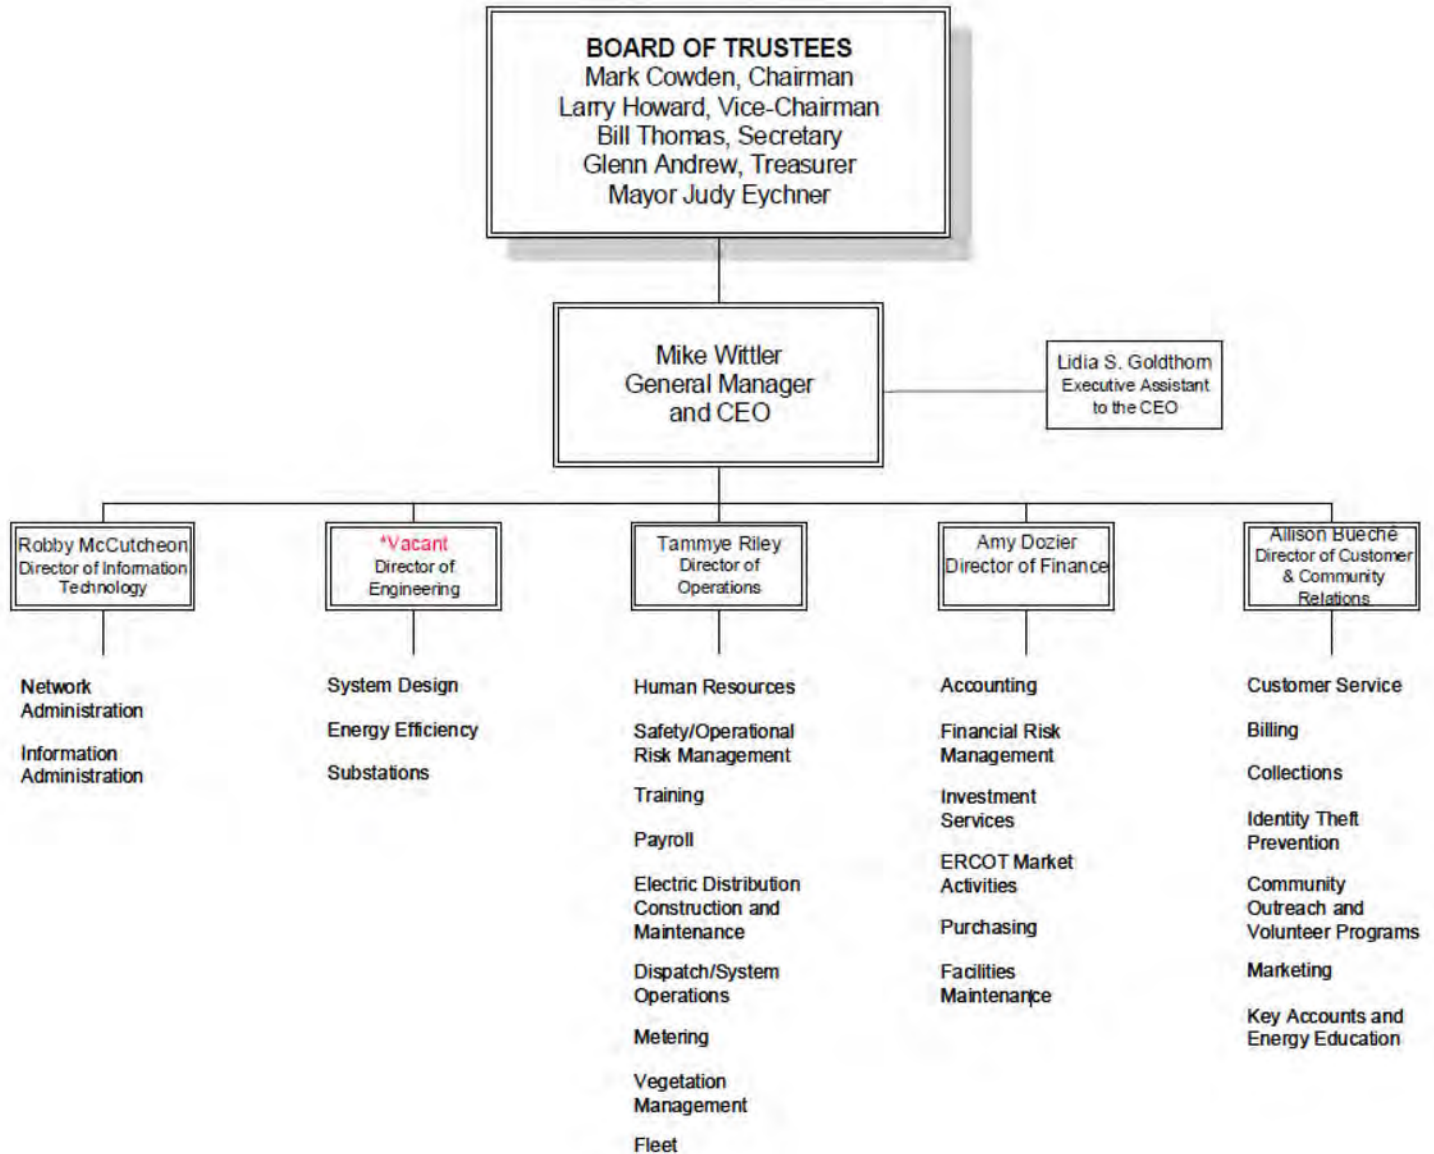 BOARD OF TRUSTEES
Mark Cowden, Chairman
Larry Howard, Vice-Chairman
Bill Thomas, Secretary
Glenn Andrew, Treasurer
Mayor Judy Eychner
Mike Wittler
General Manager
and CEO
Lidia S. Goldthorn
Executive Assistant
to the CEO
Robby McCutcheon
Director of Information
Technology
*Vacant
Director of
Engineering
Tammye Riley
Director of
Operations
Amy Dozier
Director of Finance
Allison Bueché
Director of Customer
& Community
Relations
Network
Administration
Information
Administration
System Design
Energy Efficiency
Substations
Human Resources
Safety/Operational
Risk Management
Training
Payroll
Electric Distribution
Construction and
Maintenance
Dispatch/System
Operations
Metering
Vegetation
Management
Fleet
Accounting
Financial Risk
Management
Investment
Services
ERCOT Market
Activities
Purchasing
Facilities
Maintenance
Customer Service
Billing
Collections
Identity Theft
Prevention
Community
Outreach and
Volunteer Programs
Marketing
Key Accounts and
Energy Education